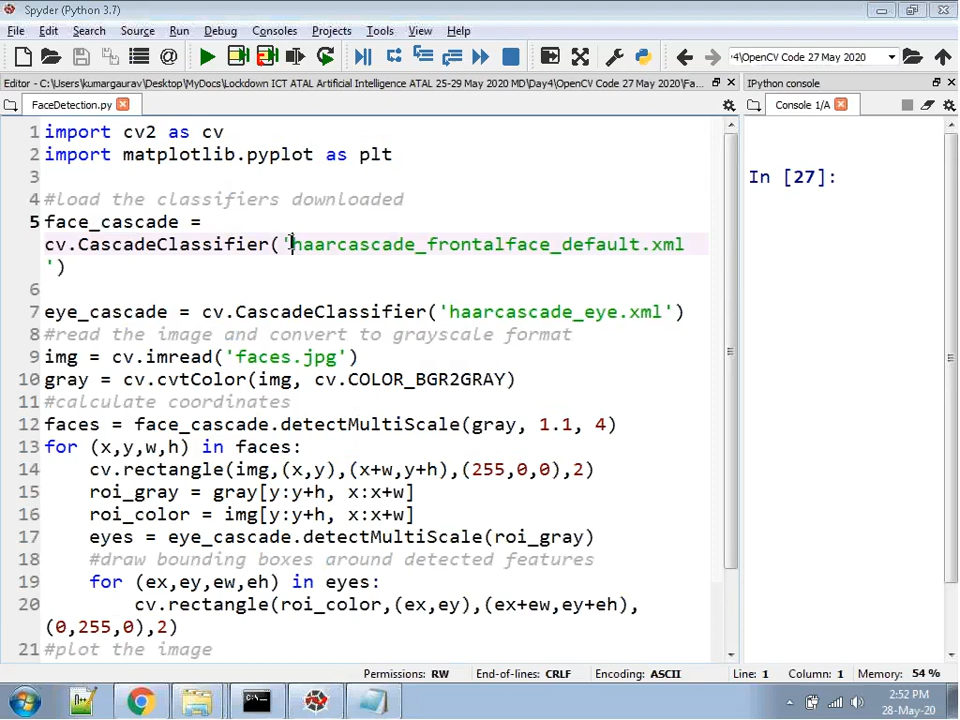 Spyder (Python 3.7)
File Edit Search Source Run Debug Consoles Projects Tools View Help
4\OpenCV Code 27 May 2020
Editor - C:\Users\kumargaurav\Desktop\MyDocs\Lockdown ICT ATAL Artificial Intelligence ATAL 25-29 May 2020 MD\Day4\OpenCV Code 27 May 2020\Fa...
IPython console
FaceDetection.py
Console 1/A
1 import cv2 as cv
2 import matplotlib.pyplot as plt
3
In [27]:
4 #load the classifiers downloaded
5 face_cascade =
cv.CascadeClassifier('haarcascade_frontalface_default.xml
')
6
7 eye_cascade = cv.CascadeClassifier('haarcascade_eye.xml')
8 #read the image and convert to grayscale format
9 img = cv.imread('faces.jpg')
10 gray = cv.cvtColor(img, cv.COLOR_BGR2GRAY)
11 #calculate coordinates
12 faces = face_cascade.detectMultiScale(gray, 1.1, 4)
13 for (x,y,w,h) in faces:
14 cv.rectangle(img,(x,y),(x+w,y+h),(255,0,0),2)
15 roi_gray = gray[y:y+h, x:x+w]
16 roi_color = img[y:y+h, x:x+w]
17 eyes = eye_cascade.detectMultiScale(roi_gray)
18 #draw bounding boxes around detected features
19 for (ex,ey,ew,eh) in eyes:
20 cv.rectangle(roi_color,(ex,ey),(ex+ew,ey+eh),
(0,255,0),2)
21 #plot the image
Permissions: RW End-of-lines: CRLF Encoding: ASCII Line: 1 Column: 1 Memory: 54 %
2:52 PM
28-May-20